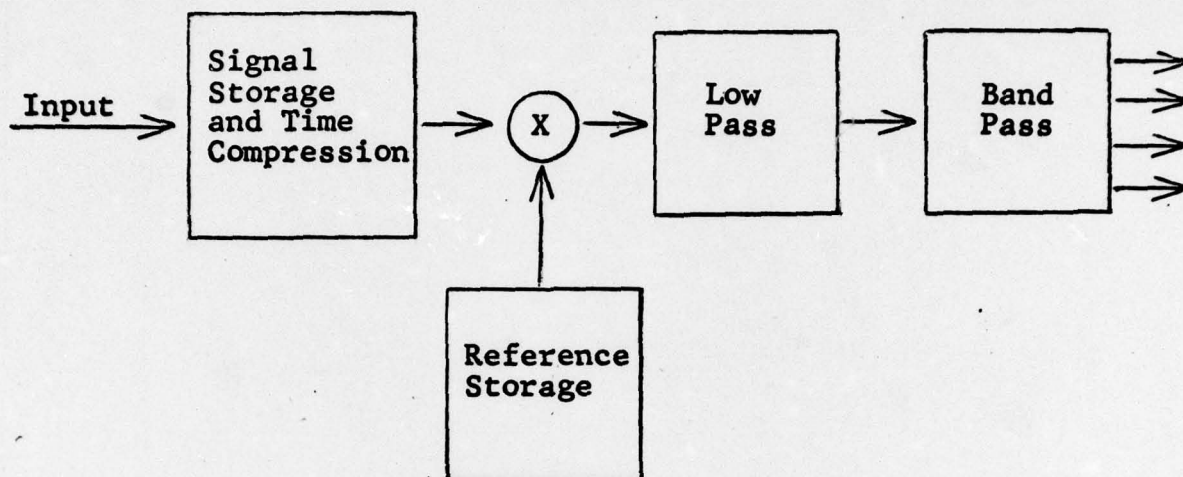 Input
Signal
Storage
and Time
Compression
X
Low
Pass
Band
Pass
Reference
Storage